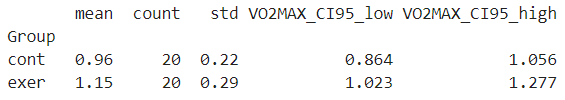 mean count std VO2MAX_CI95_low VO2MAX_CI95_high
Group
cont 0.96 20 0.22 0.864 1.056
exer 1.15 20 0.29 1.023 1.277